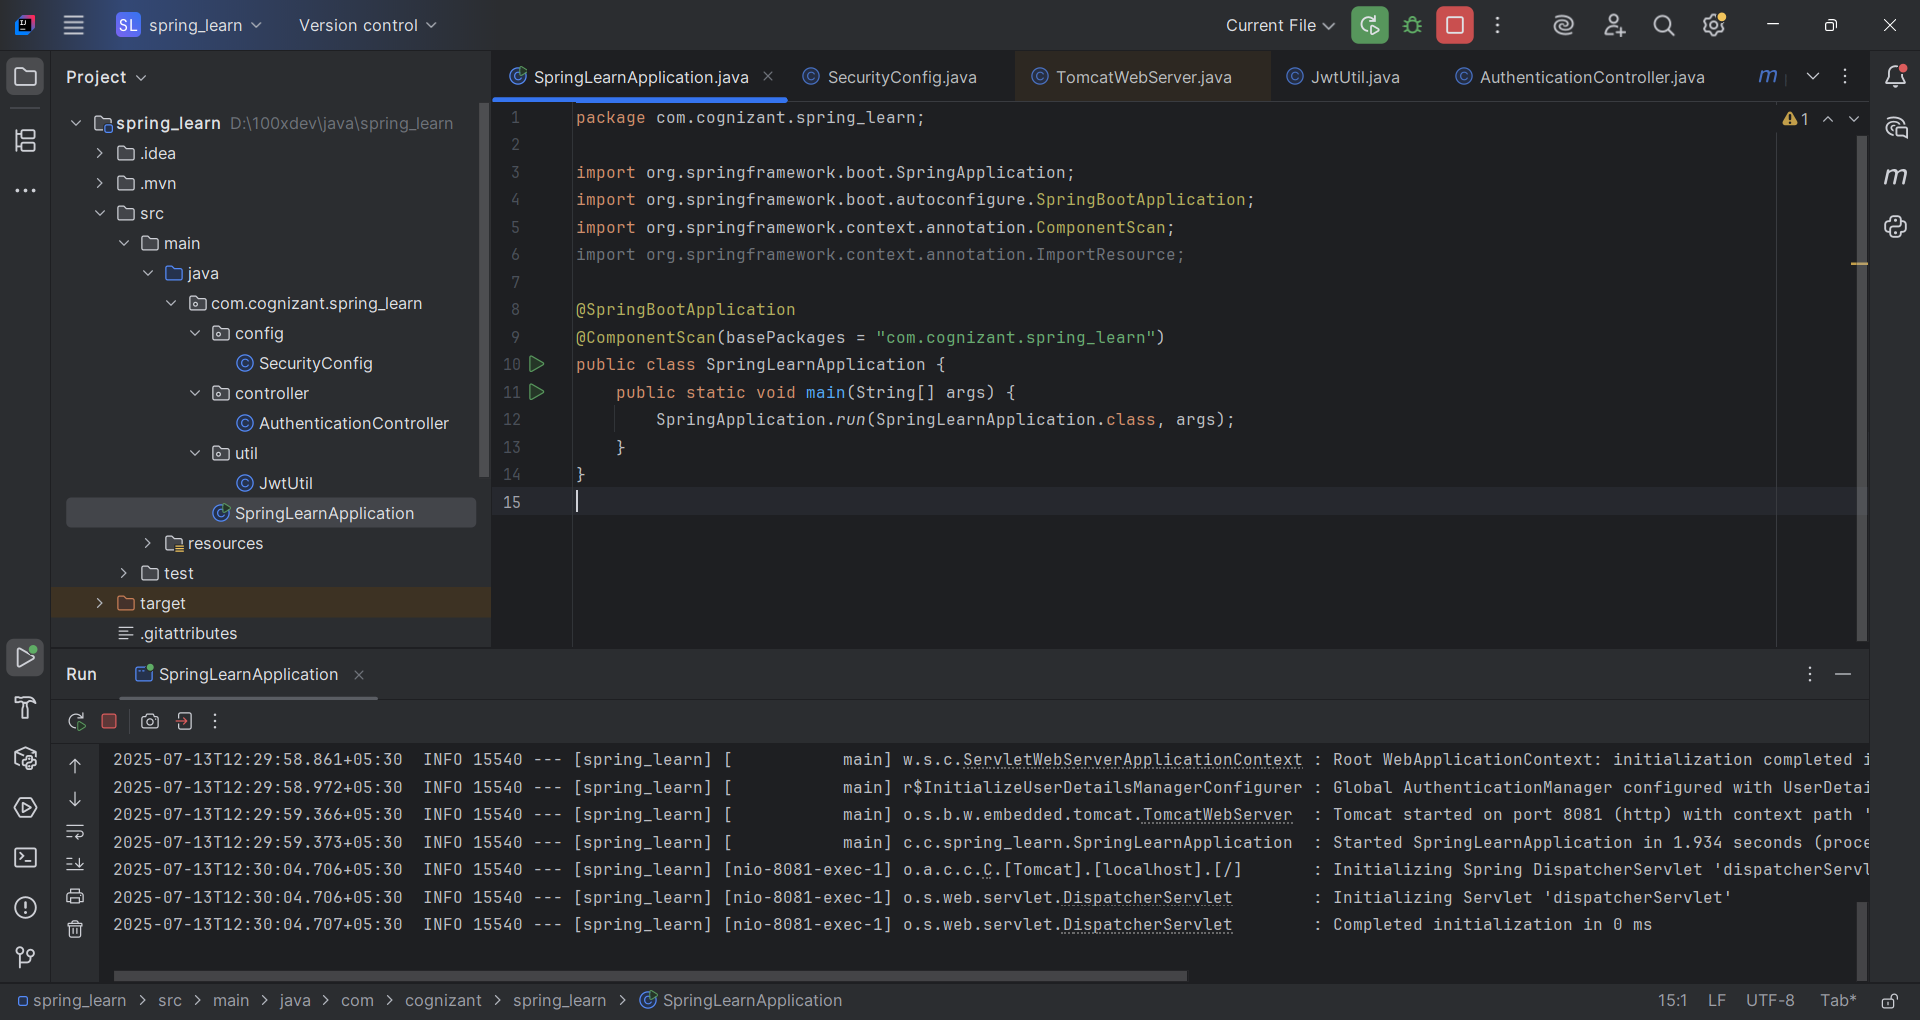 SL spring_learn Version control Current File
Project
SpringLearnApplication.java SecurityConfig.java TomcatWebServer.java JwtUtil.java AuthenticationController.java m
spring_learn D:\100xdev\java\spring_learn
.idea
.mvn
src
main
java
com.cognizant.spring_learn
config
SecurityConfig
controller
AuthenticationController
util
JwtUtil
SpringLearnApplication
resources
test
target
.gitattributes
1 package com.cognizant.spring_learn;
2
3 import org.springframework.boot.SpringApplication;
4 import org.springframework.boot.autoconfigure.SpringBootApplication;
5 import org.springframework.context.annotation.ComponentScan;
6 import org.springframework.context.annotation.ImportResource;
7
8 @SpringBootApplication
9 @ComponentScan(basePackages = "com.cognizant.spring_learn")
10 public class SpringLearnApplication {
11 public static void main(String[] args) {
12 SpringApplication.run(SpringLearnApplication.class, args);
13 }
14 }
15
1
m
Run SpringLearnApplication
2025-07-13T12:29:58.861+05:30 INFO 15540 --- [spring_learn] [ main] w.s.c.ServletWebServerApplicationContext : Root WebApplicationContext: initialization completed i
2025-07-13T12:29:58.972+05:30 INFO 15540 --- [spring_learn] [ main] r$InitializeUserDetailsManagerConfigurer : Global AuthenticationManager configured with UserDetai
2025-07-13T12:29:59.366+05:30 INFO 15540 --- [spring_learn] [ main] o.s.b.w.embedded.tomcat.TomcatWebServer : Tomcat started on port 8081 (http) with context path '
2025-07-13T12:29:59.373+05:30 INFO 15540 --- [spring_learn] [ main] c.c.spring_learn.SpringLearnApplication : Started SpringLearnApplication in 1.934 seconds (proce
2025-07-13T12:30:04.706+05:30 INFO 15540 --- [spring_learn] [nio-8081-exec-1] o.a.c.c.C.[Tomcat].[localhost].[/] : Initializing Spring DispatcherServlet 'dispatcherServl
2025-07-13T12:30:04.706+05:30 INFO 15540 --- [spring_learn] [nio-8081-exec-1] o.s.web.servlet.DispatcherServlet : Initializing Servlet 'dispatcherServlet'
2025-07-13T12:30:04.707+05:30 INFO 15540 --- [spring_learn] [nio-8081-exec-1] o.s.web.servlet.DispatcherServlet : Completed initialization in 0 ms
spring_learn > src > main > java > com > cognizant > spring_learn > SpringLearnApplication 15:1 LF UTF-8 Tab*